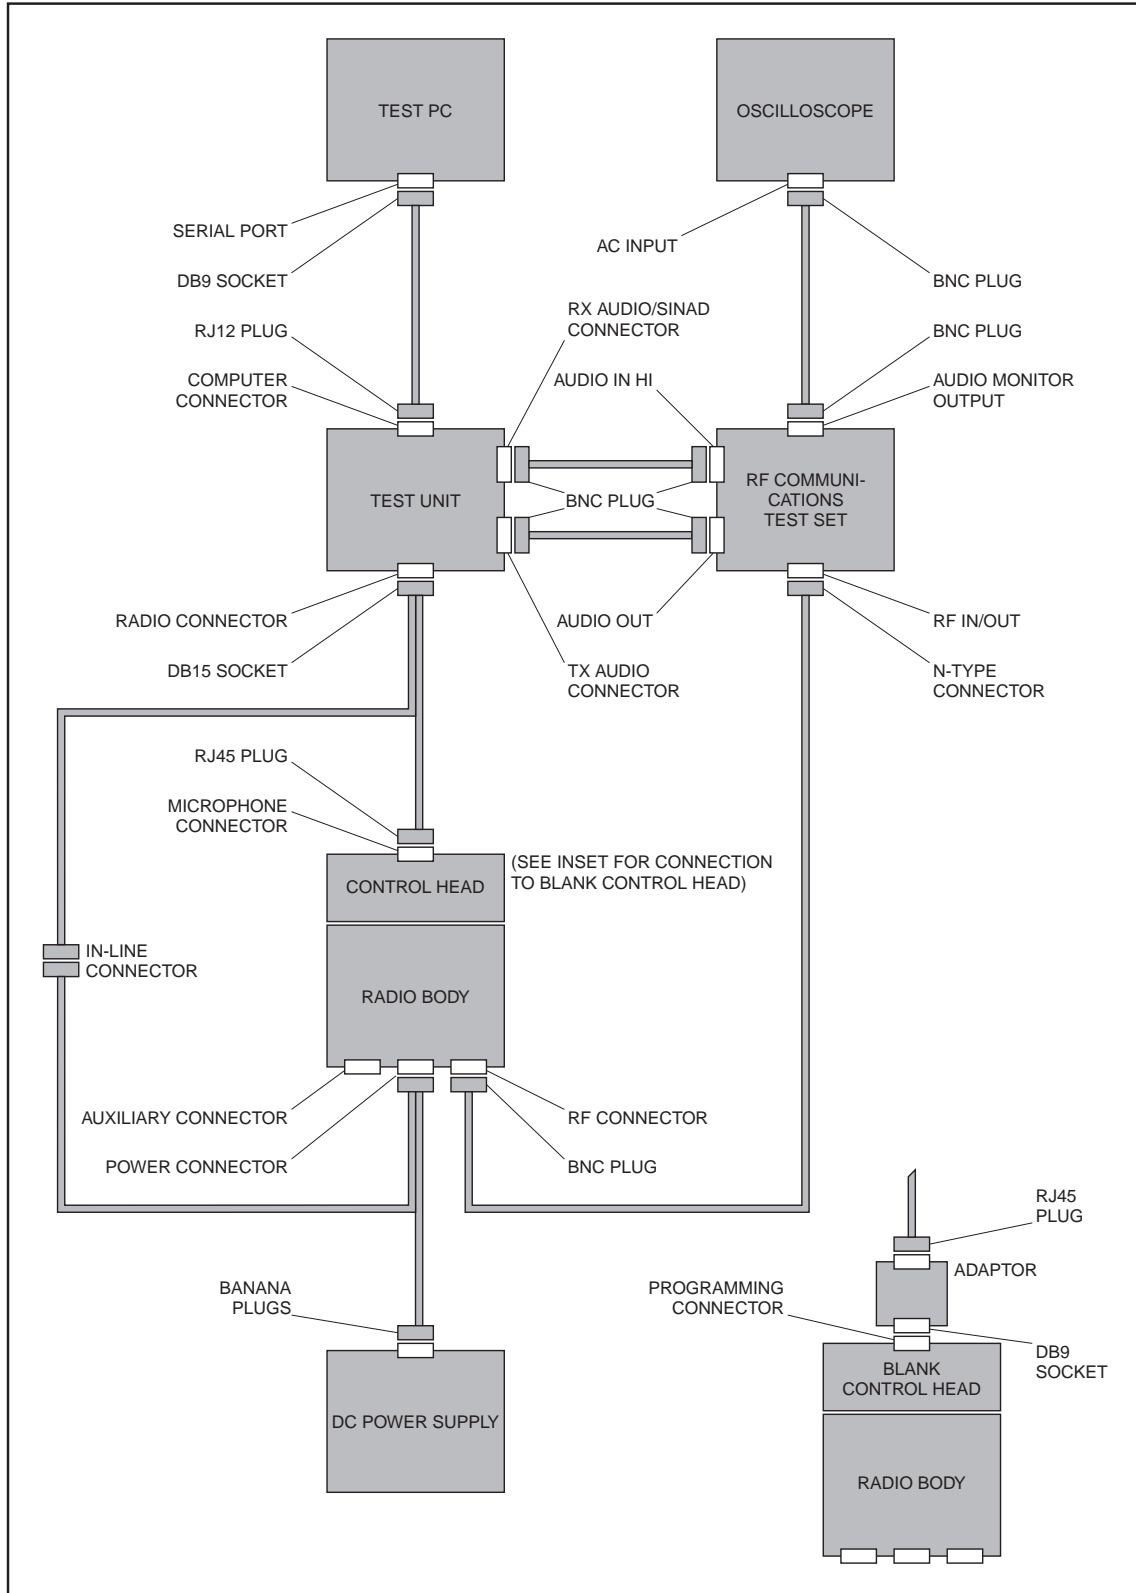 TEST PC
OSCILLOSCOPE
SERIAL PORT
DB9 SOCKET
AC INPUT
BNC PLUG
RX AUDIO/SINAD
CONNECTOR
RJ12 PLUG
BNC PLUG
COMPUTER
CONNECTOR
AUDIO IN HI
AUDIO MONITOR
OUTPUT
TEST UNIT
BNC PLUG
RF COMMUNI-
CATIONS
TEST SET
RADIO CONNECTOR
AUDIO OUT
RF IN/OUT
DB15 SOCKET
TX AUDIO
CONNECTOR
N-TYPE
CONNECTOR
RJ45 PLUG
MICROPHONE
CONNECTOR
CONTROL HEAD
(SEE INSET FOR CONNECTION
TO BLANK CONTROL HEAD)
IN-LINE
CONNECTOR
RADIO BODY
AUXILIARY CONNECTOR
RF CONNECTOR
POWER CONNECTOR
BNC PLUG
RJ45
PLUG
ADAPTOR
BANANA
PLUGS
PROGRAMMING
CONNECTOR
DB9
SOCKET
BLANK
CONTROL HEAD
DC POWER SUPPLY
RADIO BODY